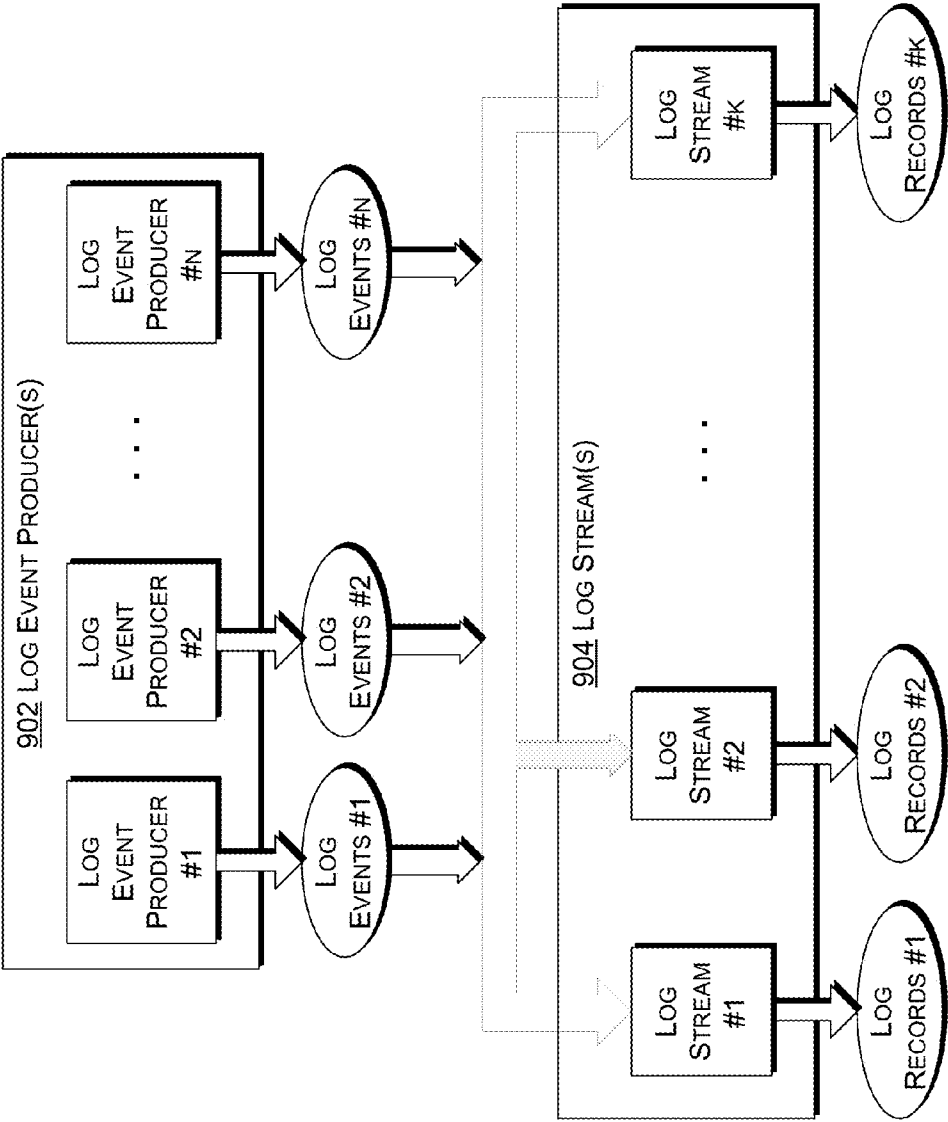 902 LOG EVENT PRODUCER(S)
LOG
EVENT
PRODUCER
#1
LOG
EVENT
PRODUCER
#2
. . .
LOG
EVENT
PRODUCER
#N
LOG
EVENTS #1
LOG
EVENTS #2
LOG
EVENTS #N
904 LOG STREAM(S)
LOG
STREAM
#1
LOG
STREAM
#2
. . .
LOG
STREAM
#K
LOG
RECORDS #1
LOG
RECORDS #2
LOG
RECORDS #K